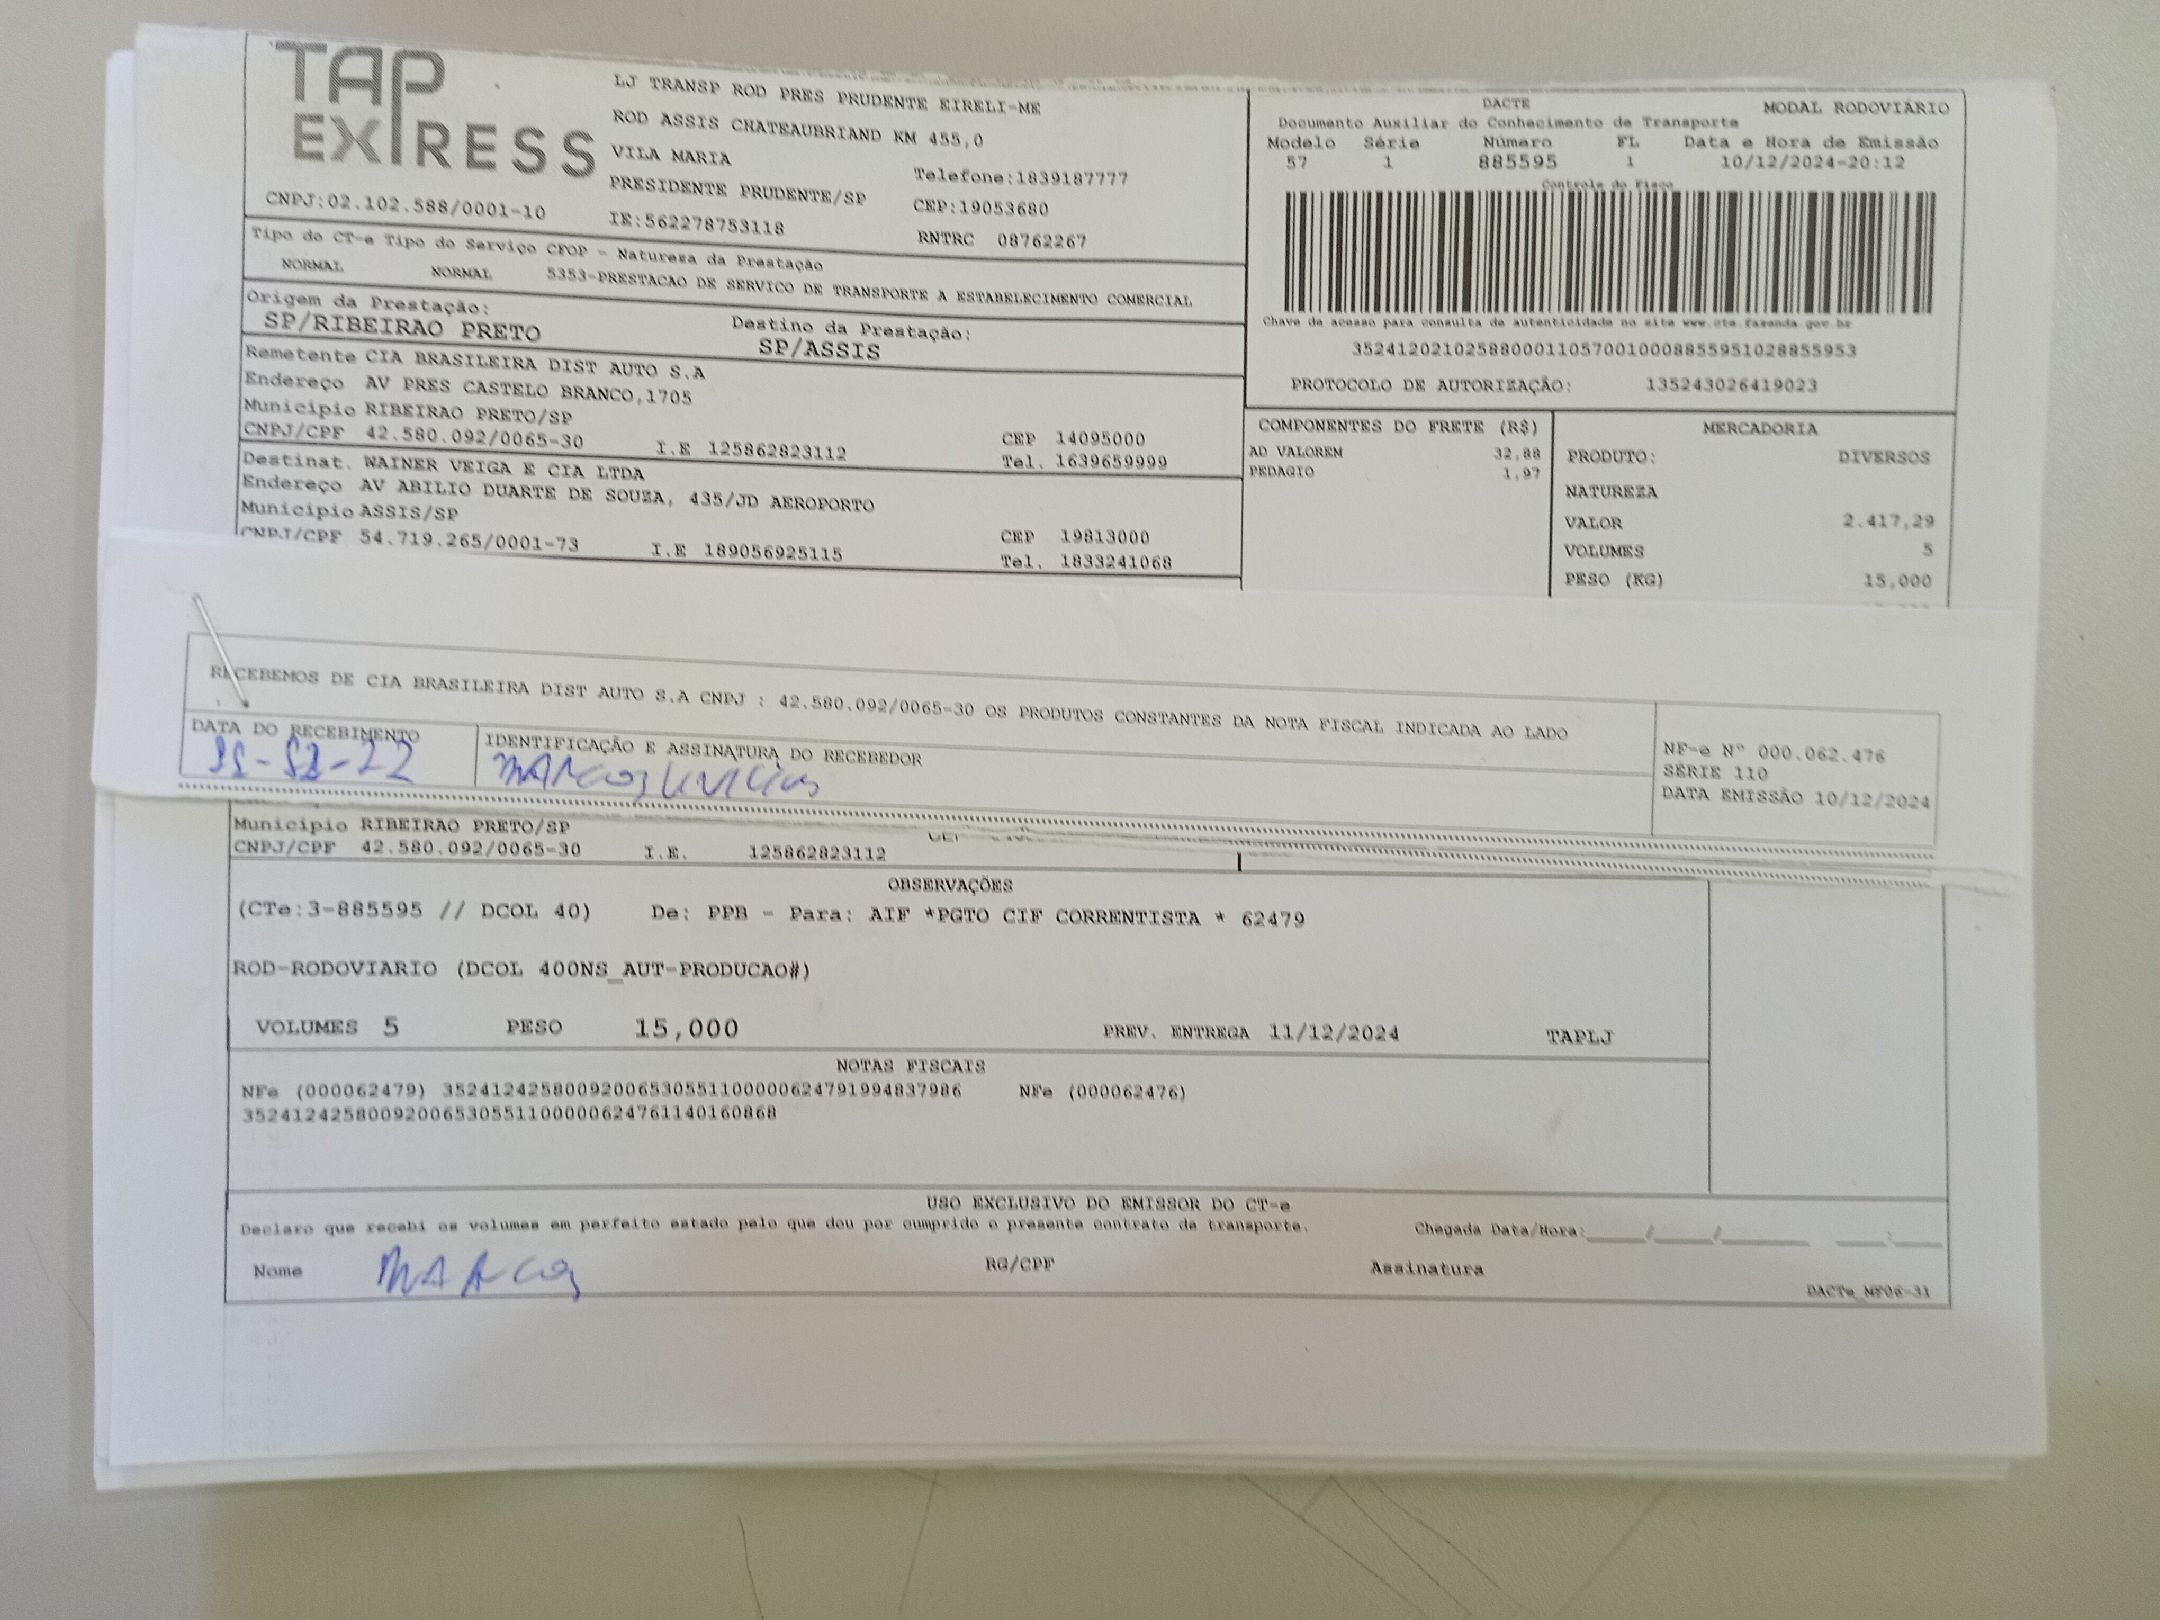 TAP
EXPRESS
LJ TRANSP ROD PRES PRUDENTE EIRELI-ME
ROD ASSIS CHATEAUBRIAND KM 455,0
VILA MARIA
Telefone:1839187777
PRESIDENTE PRUDENTE/SP CEP:19053680
CNPJ:02.102.588/0001-10 IE:562278753118 RNTRC 08762267
DACTE MODAL RODOVIÁRIO
Documento Auxiliar do Conhecimento de Transporte
Modelo Série Número FL Data e Hora de Emissão
57 1 885595 1 10/12/2024-20:12
Controle do Fisco
Chave de acesso para consulta de autenticidade no site www.cte.fazenda.gov.br
35241202102588000110570010008855951028855953
PROTOCOLO DE AUTORIZAÇÃO: 135243026419023
Tipo do CT-e Tipo do Serviço CFOP - Natureza da Prestação
NORMAL NORMAL 5353-PRESTACAO DE SERVICO DE TRANSPORTE A ESTABELECIMENTO COMERCIAL
Origem da Prestação: Destino da Prestação:
SP/RIBEIRAO PRETO SP/ASSIS
Remetente CIA BRASILEIRA DIST AUTO S.A
Endereço AV PRES CASTELO BRANCO,1705
Município RIBEIRAO PRETO/SP CEP 14095000
CNPJ/CPF 42.580.092/0065-30 I.E 125862823112 Tel. 1639659999
Destinat. WAINER VEIGA E CIA LTDA
Endereço AV ABILIO DUARTE DE SOUZA, 435/JD AEROPORTO
Município ASSIS/SP CEP 19813000
CNPJ/CPF 54.719.265/0001-73 I.E 189056925115 Tel. 1833241068
COMPONENTES DO FRETE (R$)
AD VALOREM 32,88
PEDAGIO 1,97
MERCADORIA
PRODUTO: DIVERSOS
NATUREZA
VALOR 2.417,29
VOLUMES 5
PESO (KG) 15,000
RECEBEMOS DE CIA BRASILEIRA DIST AUTO S.A CNPJ : 42.580.092/0065-30 OS PRODUTOS CONSTANTES DA NOTA FISCAL INDICADA AO LADO
DATA DO RECEBIMENTO IDENTIFICAÇÃO E ASSINATURA DO RECEBEDOR
MARCOS VINICIUS
NF-e Nº 000.062.476
SÉRIE 110
DATA EMISSÃO 10/12/2024
Município RIBEIRAO PRETO/SP
CNPJ/CPF 42.580.092/0065-30 I.E. 125862823112
OBSERVAÇÕES
(CTe:3-885595 // DCOL 40) De: PPB - Para: AIF *PGTO CIF CORRENTISTA * 62479
ROD-RODOVIARIO (DCOL 400NS_AUT-PRODUCAO#)
VOLUMES 5 PESO 15,000 PREV. ENTREGA 11/12/2024 TAPLJ
NOTAS FISCAIS
NFe (000062479) 35241242580092006530551100000624791994837986 NFe (000062476)
35241242580092006530551100000624761140160868
USO EXCLUSIVO DO EMISSOR DO CT-e
Declaro que recebi os volumes em perfeito estado pelo que dou por cumprido o presente contrato de transporte. Chegada Data/Hora:____/____/______ ___:___
Nome MARCOS RG/CPF Assinatura
DACTe_MF06-31